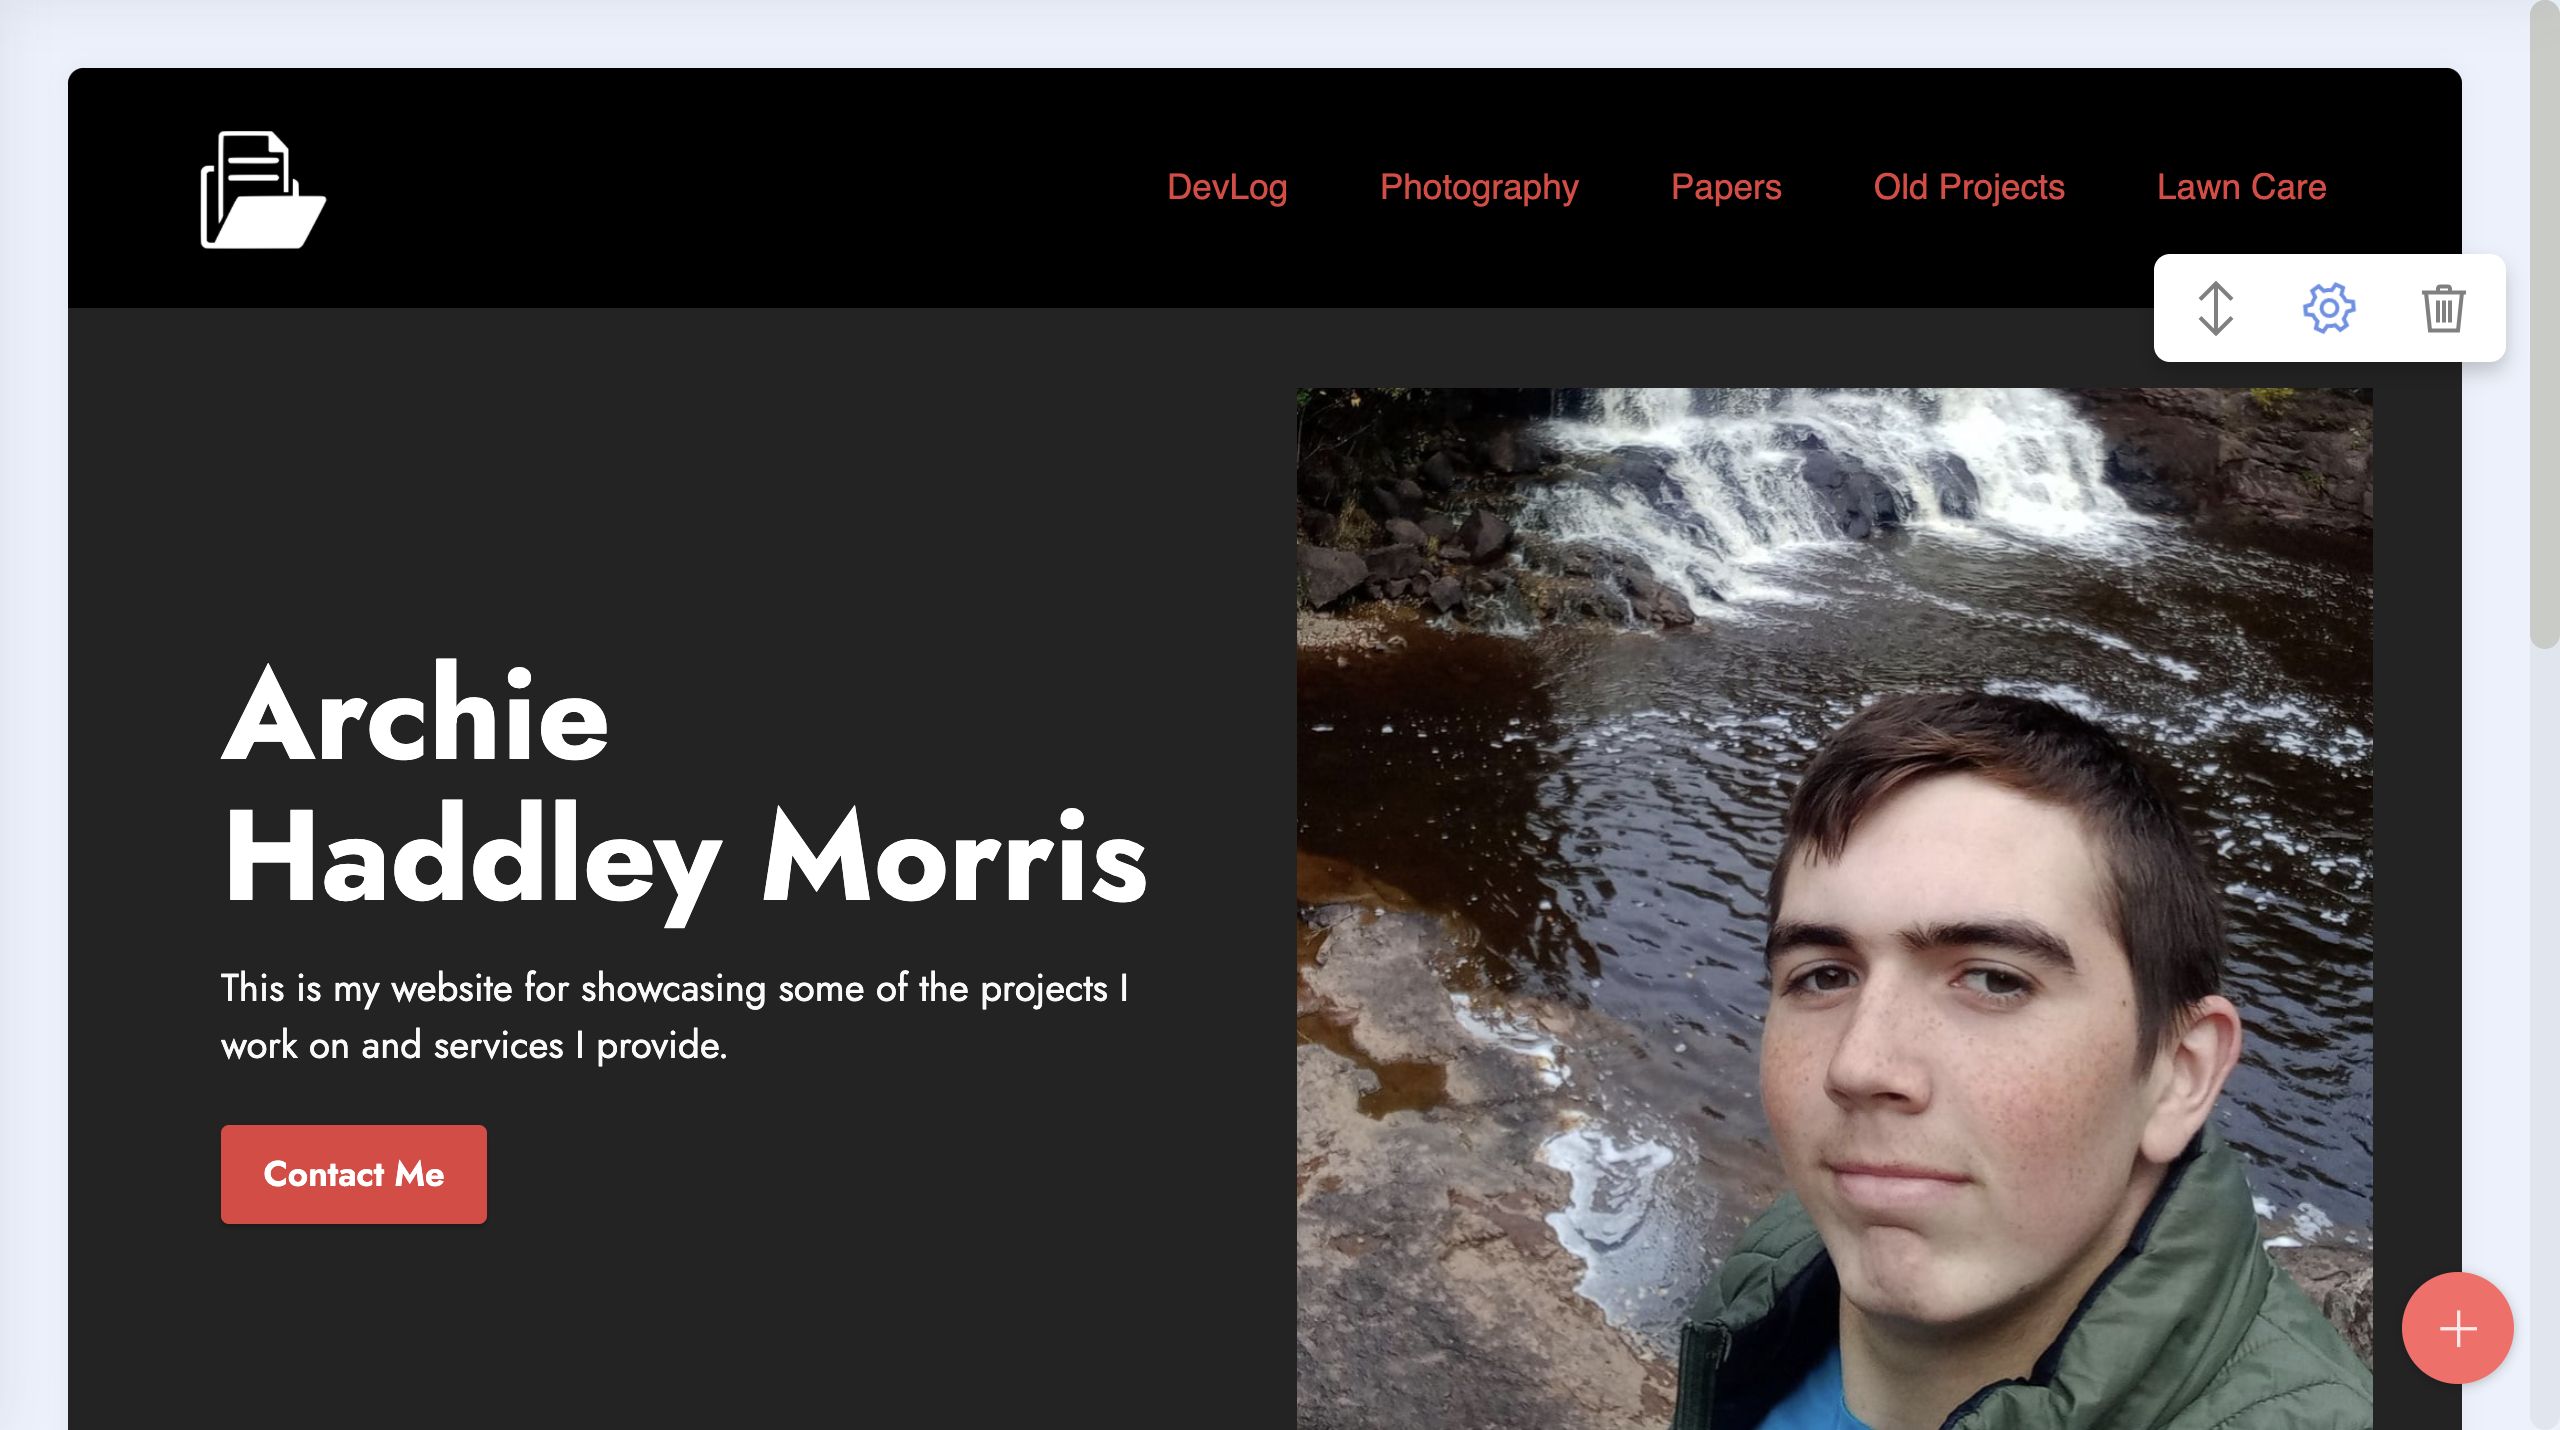 DevLog Photography Papers Old Projects Lawn Care
Archie
Haddley Morris
This is my website for showcasing some of the projects I
work on and services I provide.
Contact Me